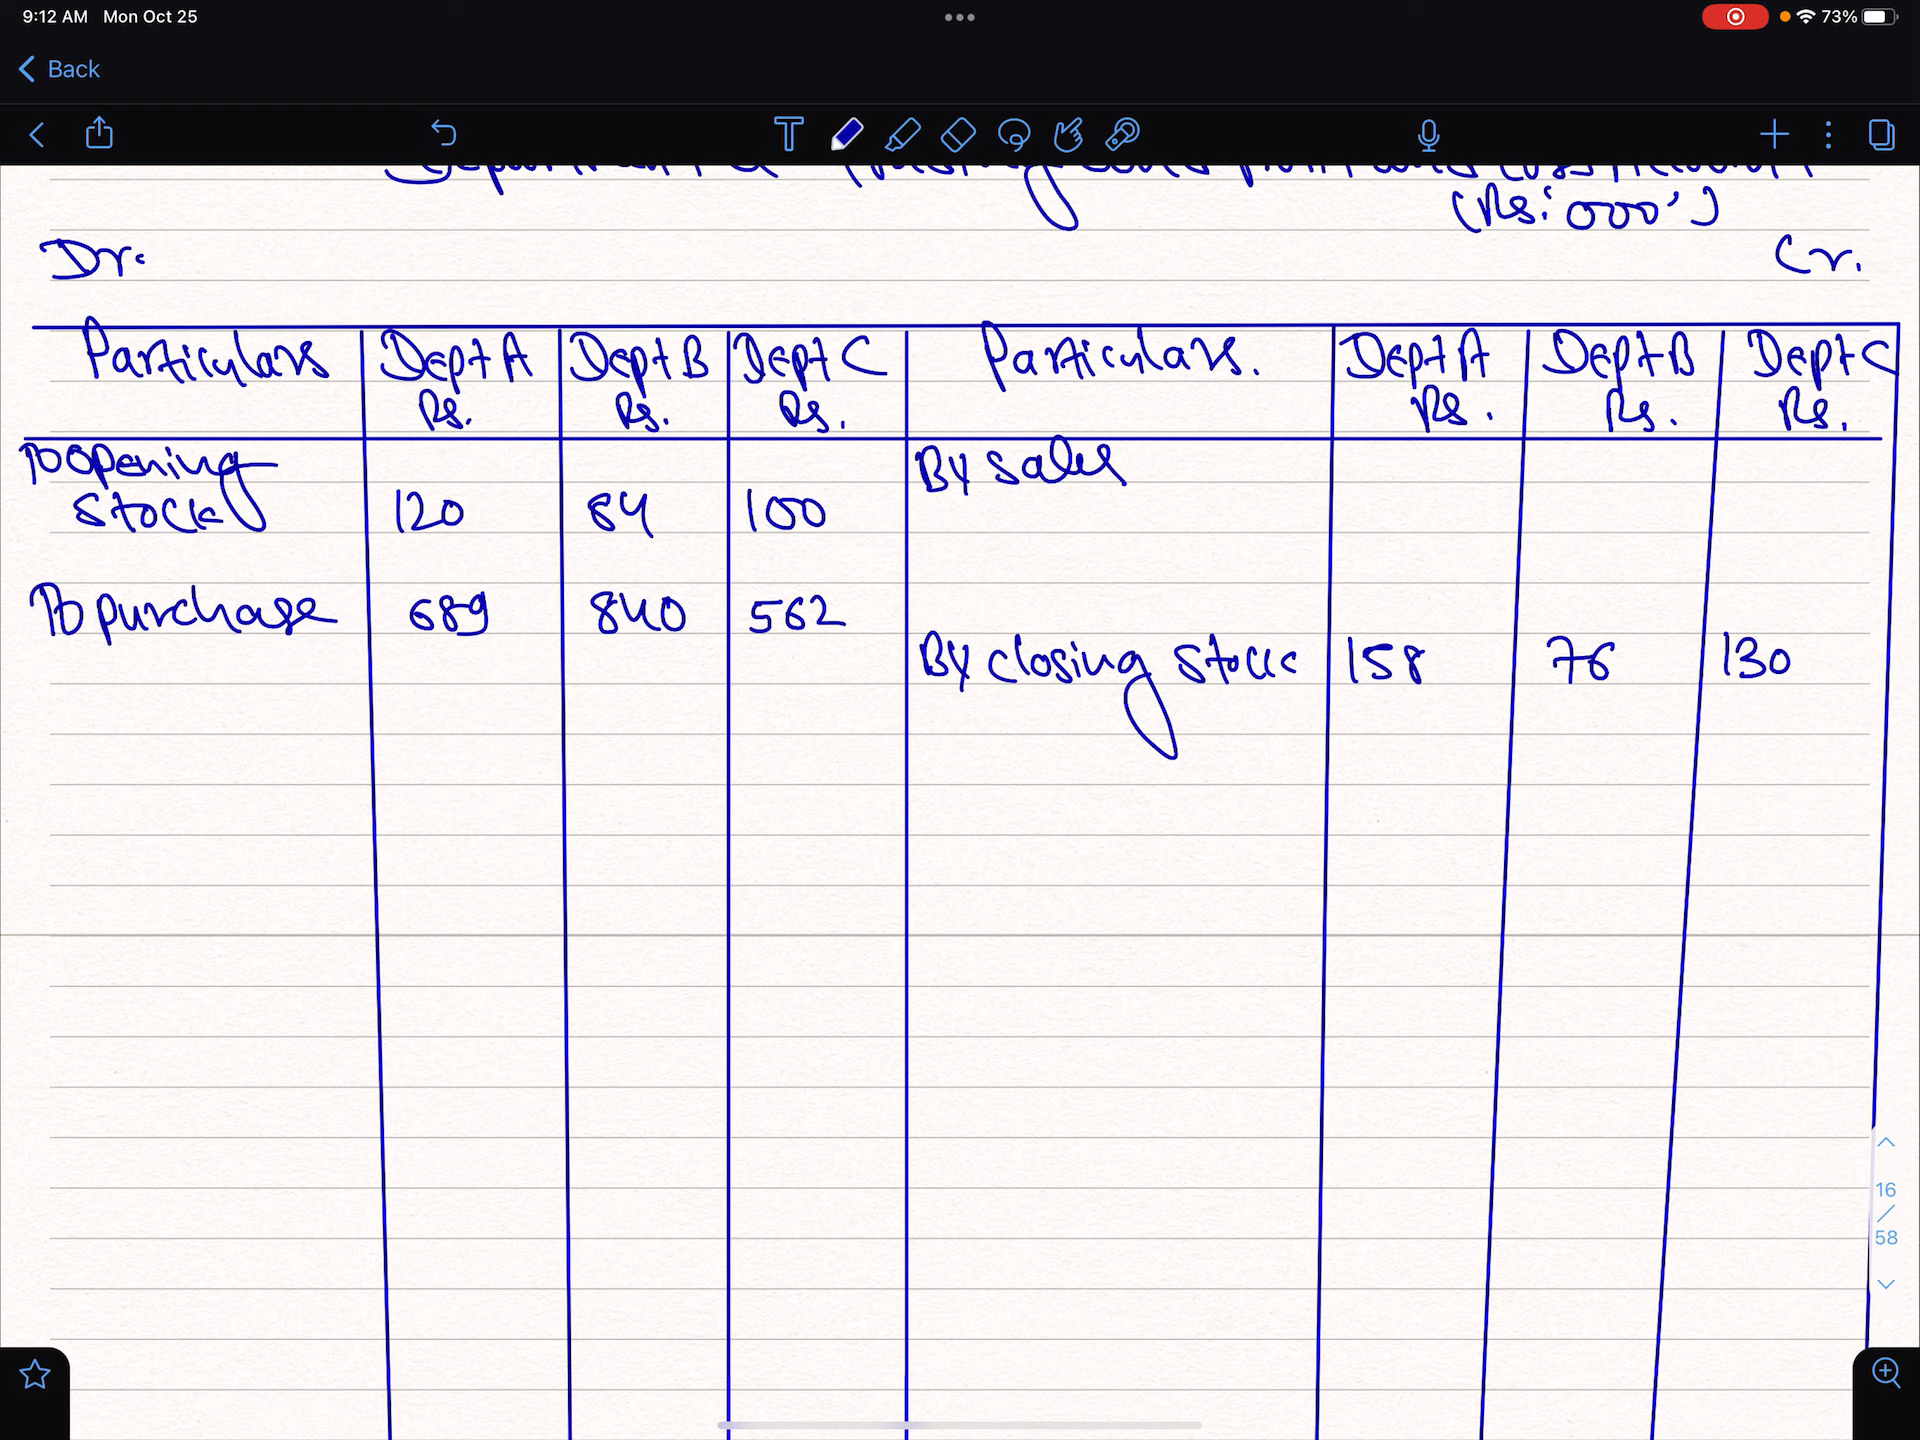 9:12 AM Mon Oct 25
73%
Back
T
(Rs. '000')
Dr. Cr.
Particulars Dept A Rs. Dept B Rs. Dept C Rs. Particulars. Dept A Rs. Dept B Rs. Dept C Rs.
To opening By sales
stock 120 84 100
To purchase 689 840 562
By closing stock 158 76 130
16
/
58